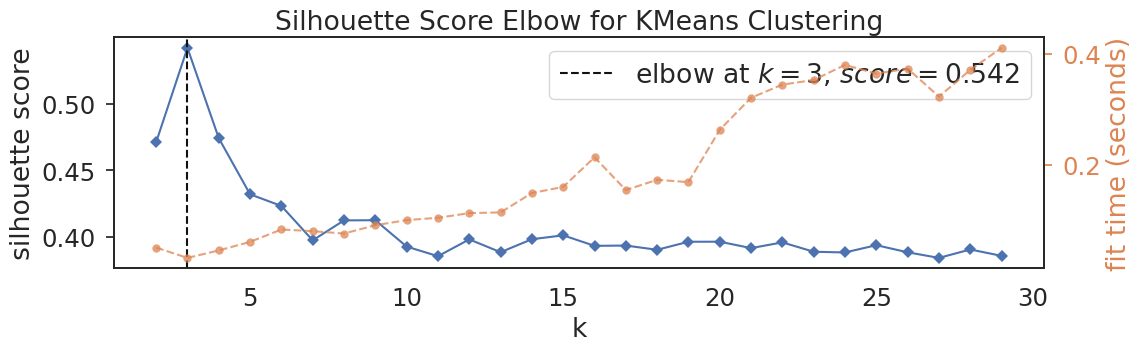 Silhouette Score Elbow for KMeans Clustering
silhouette score
0.50
0.45
0.40
elbow at k = 3, score = 0.542
0.4
0.2
fit time (seconds)
5 10 15 20 25 30
k